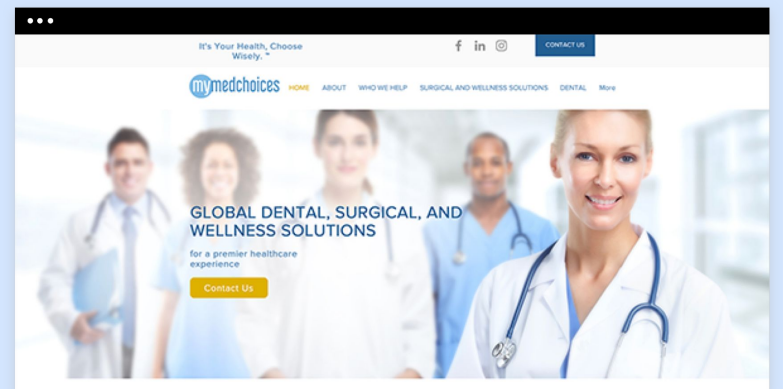 It's Your Health, Choose
Wisely. ™
f in
CONTACT US
mymedchoices
HOME ABOUT WHO WE HELP SURGICAL AND WELLNESS SOLUTIONS DENTAL More
GLOBAL DENTAL, SURGICAL, AND
WELLNESS SOLUTIONS
for a premier healthcare
experience
Contact Us